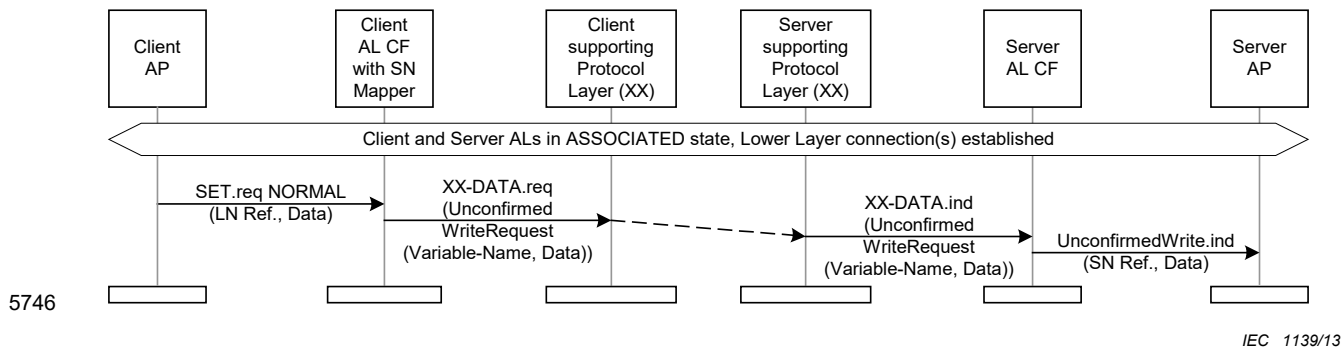 Client
AP
Client
AL CF
with SN
Mapper
Client
supporting
Protocol
Layer (XX)
Server
supporting
Protocol
Layer (XX)
Server
AL CF
Server
AP
Client and Server ALs in ASSOCIATED state, Lower Layer connection(s) established
SET.req NORMAL
(LN Ref., Data)
XX-DATA.req
(Unconfirmed
WriteRequest
(Variable-Name, Data))
XX-DATA.ind
(Unconfirmed
WriteRequest
(Variable-Name, Data))
UnconfirmedWrite.ind
(SN Ref., Data)
5746
IEC 1139/13